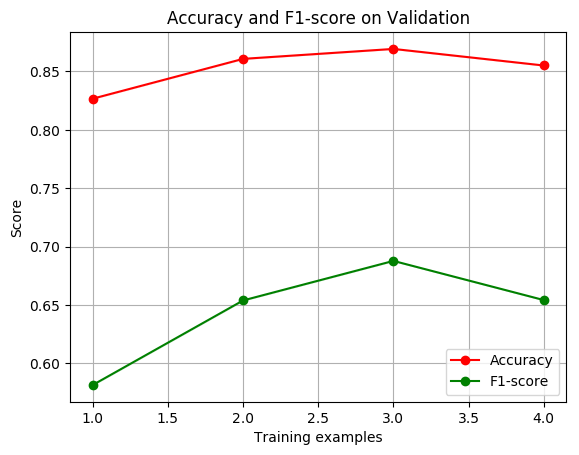 Accuracy and F1-score on Validation
0.85
0.80
0.75
0.70
0.65
0.60
Score
1.0 1.5 2.0 2.5 3.0 3.5 4.0
Training examples
Accuracy
F1-score